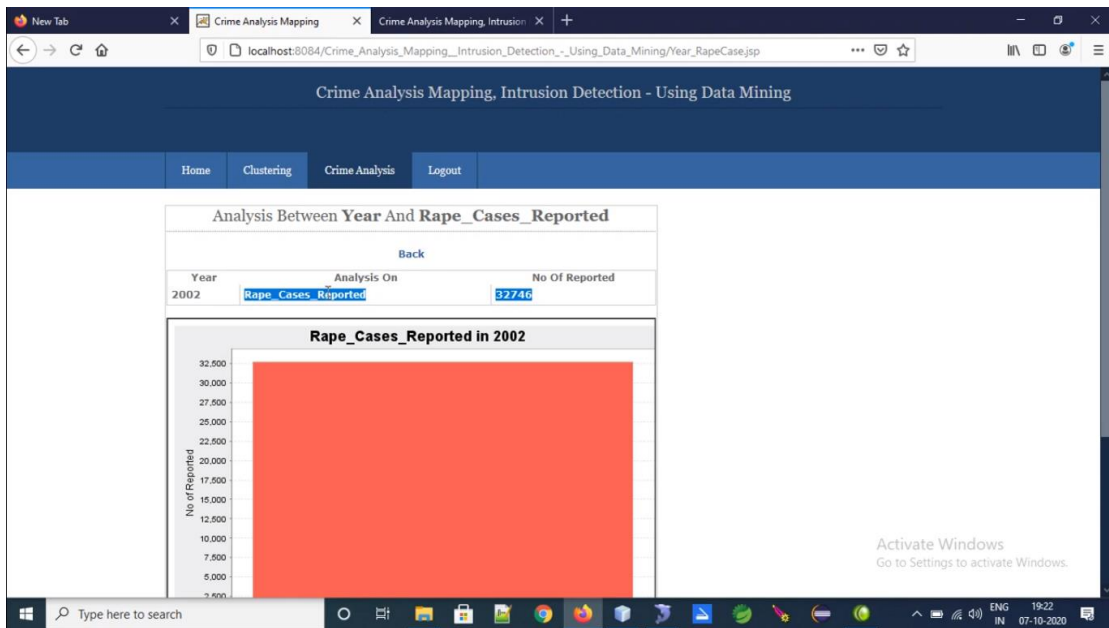 New Tab
Crime Analysis Mapping
Crime Analysis Mapping, Intrusion
localhost:8084/Crime_Analysis_Mapping__Intrusion_Detection_-_Using_Data_Mining/Year_RapeCase.jsp
Crime Analysis Mapping, Intrusion Detection - Using Data Mining
Home Clustering Crime Analysis Logout
Analysis Between Year And Rape_Cases_Reported
Back
Year Analysis On No Of Reported
2002 Rape_Cases_Reported 32746
Rape_Cases_Reported in 2002
No of Reported
32,500
30,000
27,500
25,000
22,500
20,000
17,500
15,000
12,500
10,000
7,500
5,000
2,500
Activate Windows
Go to Settings to activate Windows.
Type here to search
ENG
IN
19:22
07-10-2020